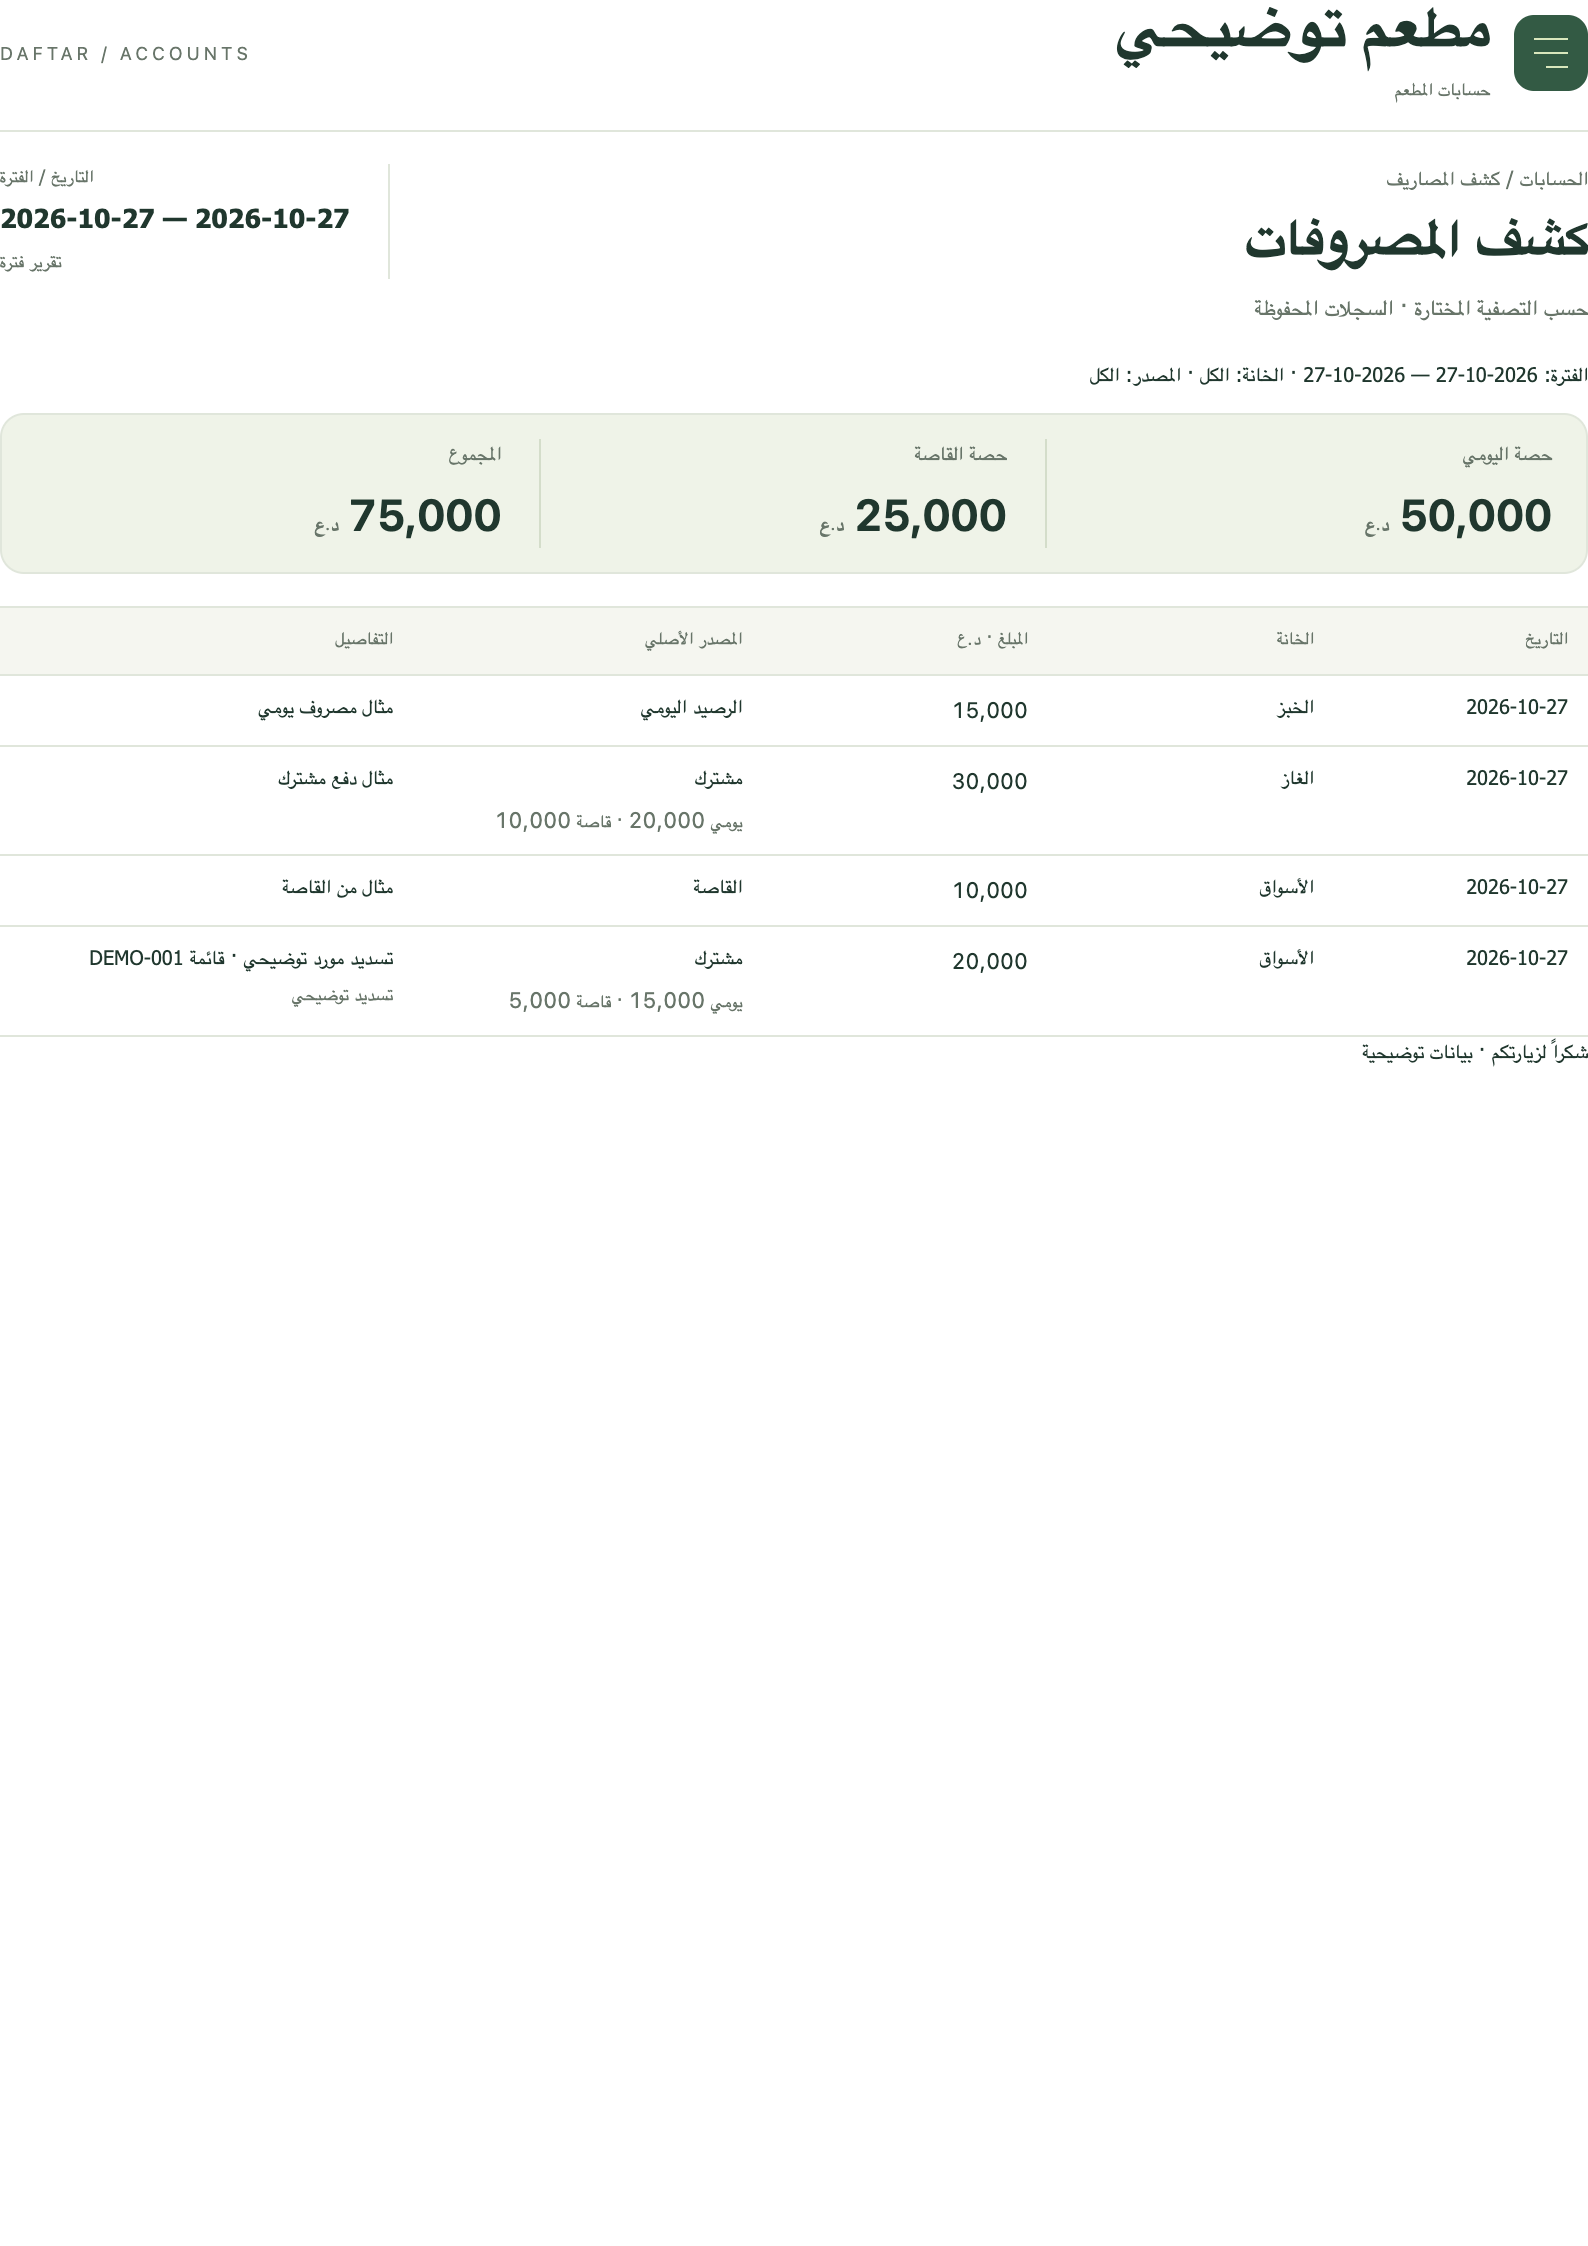 مطعم توضيحي
حسابات المطعم
DAFTAR / ACCOUNTS
الحسابات / كشف المصاريف
كشف المصروفات
حسب التصفية المختارة · السجلات المحفوظة
التاريخ / الفترة
2026-10-27 — 2026-10-27
تقرير فترة
الفترة: 2026-10-27 — 2026-10-27 · الخانة: الكل · المصدر: الكل
حصة اليومي
50,000 د.ع
حصة القاصة
25,000 د.ع
المجموع
75,000 د.ع
التاريخ الخانة المبلغ · د.ع المصدر الأصلي التفاصيل
2026-10-27 الخبز 15,000 الرصيد اليومي مثال مصروف يومي
2026-10-27 الغاز 30,000 مشترك مثال دفع مشترك
يومي 20,000 · قاصة 10,000
2026-10-27 الأسواق 10,000 القاصة مثال من القاصة
2026-10-27 الأسواق 20,000 مشترك تسديد مورد توضيحي · قائمة DEMO-001
يومي 15,000 · قاصة 5,000 تسديد توضيحي
شكراً لزيارتكم · بيانات توضيحية